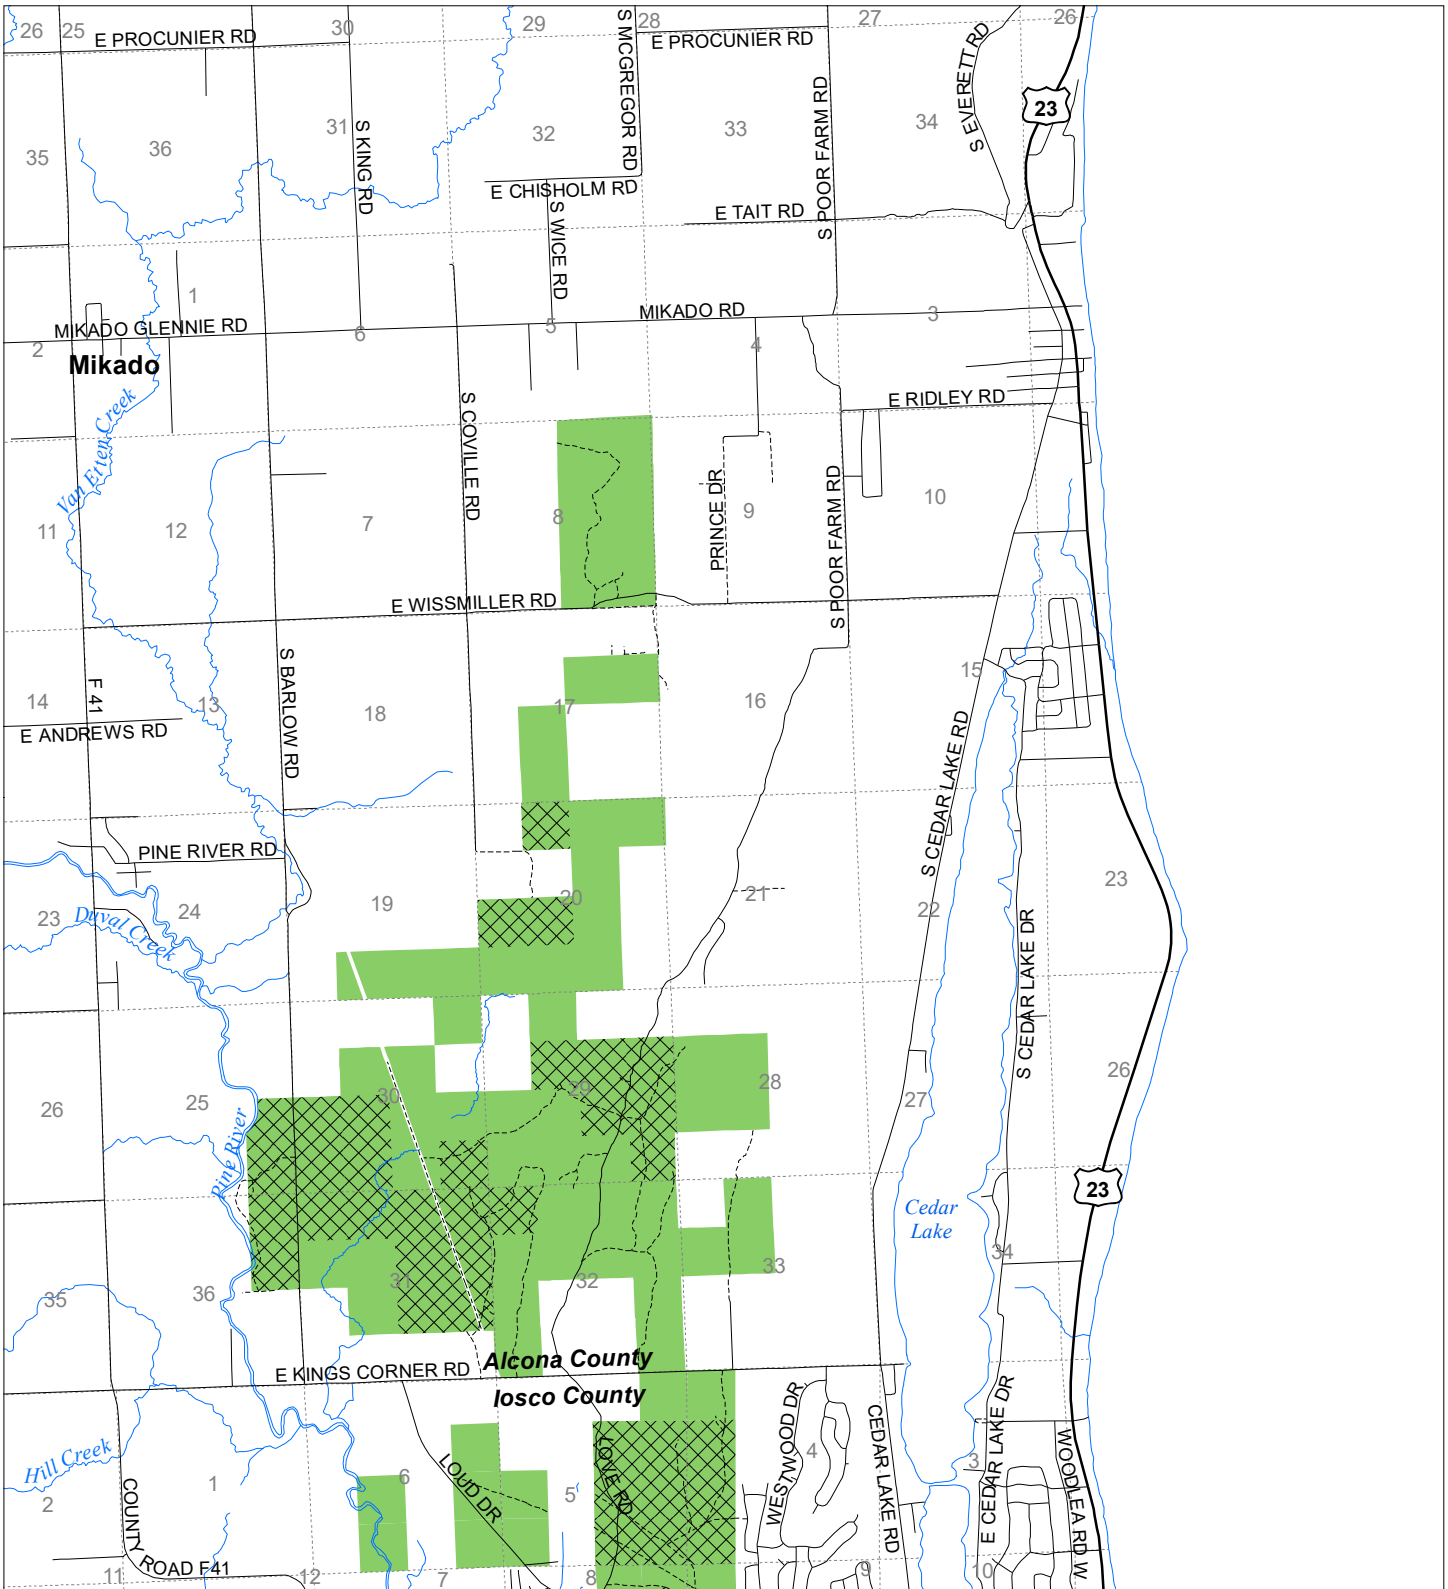 26
25
30
29
28
27
26
E PROCUNIER RD
E PROCUNIER RD
S MCGREGOR RD
S EVERETT RD
23
35
36
31
S KING RD
32
33
S POOR FARM RD
34
E CHISHOLM RD
S WICE RD
E TAIT RD
1
MIKADO GLENNIE RD
6
5
MIKADO RD
4
3
2
Mikado
Van Etten Creek
S COVILLE RD
E RIDLEY RD
11
12
7
8
PRINCE DR
9
S POOR FARM RD
10
E WISSMILLER RD
14
F 41
13
S BARLOW RD
18
17
16
15
E ANDREWS RD
S CEDAR LAKE RD
PINE RIVER RD
23
Duval Creek
24
19
20
21
22
S CEDAR LAKE DR
23
26
25
Pine River
30
29
28
27
26
23
Cedar
Lake
35
36
31
32
33
34
E KINGS CORNER RD
Alcona County
Iosco County
Hill Creek
2
COUNTY ROAD F41
1
6
LOUD DR
5
LOVE RD
WESTWOOD DR
4
CEDAR LAKE RD
3
E CEDAR LAKE DR
WOODLEA RD W
11
12
7
8
9
10